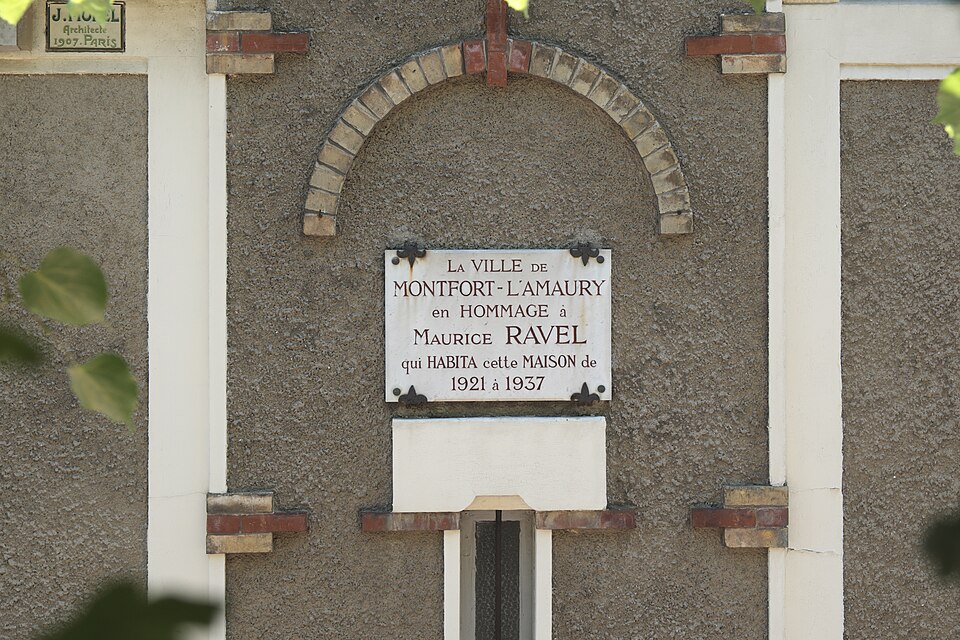 Architecte
1907. PARIS
LA VILLE DE
MONTFORT-L'AMAURY
en HOMMAGE à
MAURICE RAVEL
qui HABITA cette MAISON de
1921 à 1937